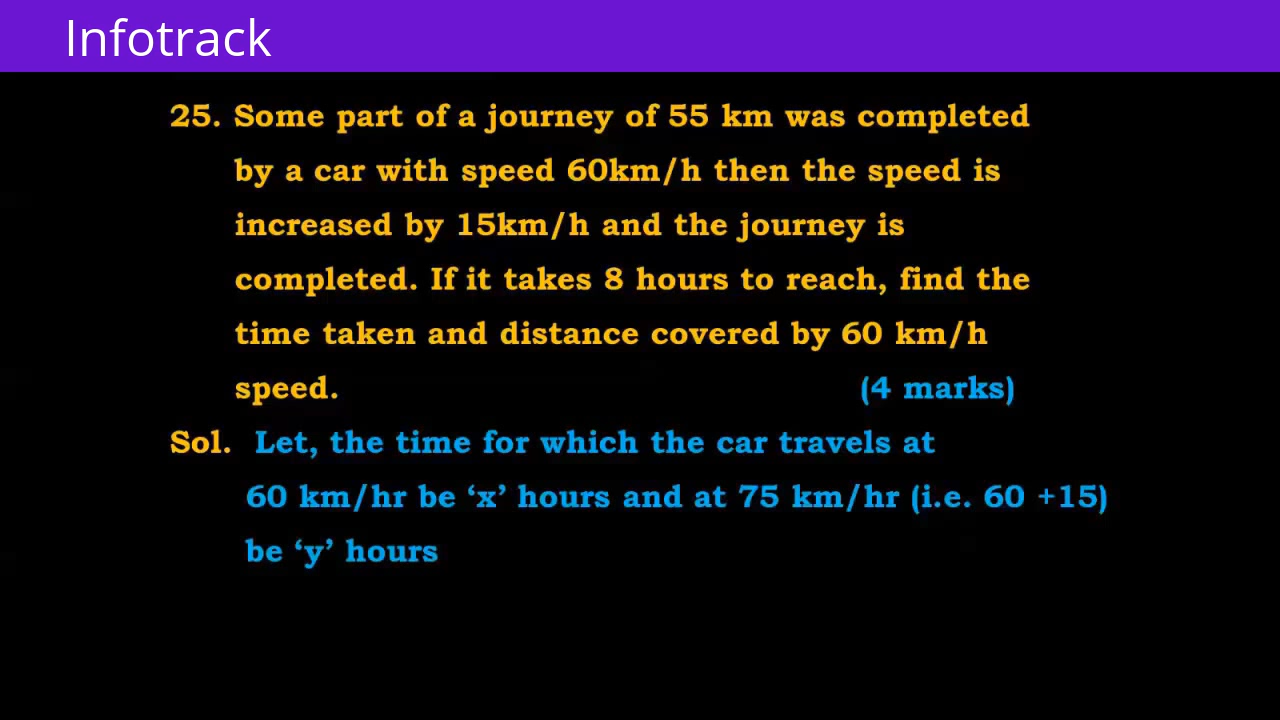 Infotrack
25. Some part of a journey of 55 km was completed
by a car with speed 60km/h then the speed is
increased by 15km/h and the journey is
completed. If it takes 8 hours to reach, find the
time taken and distance covered by 60 km/h
speed. (4 marks)
Sol. Let, the time for which the car travels at
60 km/hr be ‘x’ hours and at 75 km/hr (i.e. 60 +15)
be ‘y’ hours